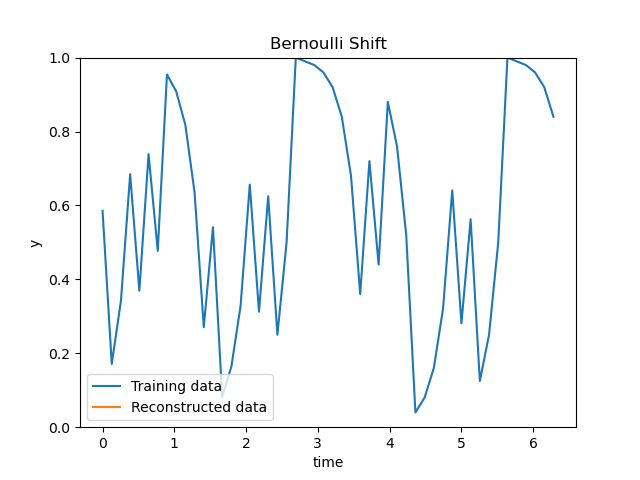 Bernoulli Shift
1.0
0.8
0.6
0.4
0.2
0.0
y
Training data
Reconstructed data
0 1 2 3 4 5 6
time